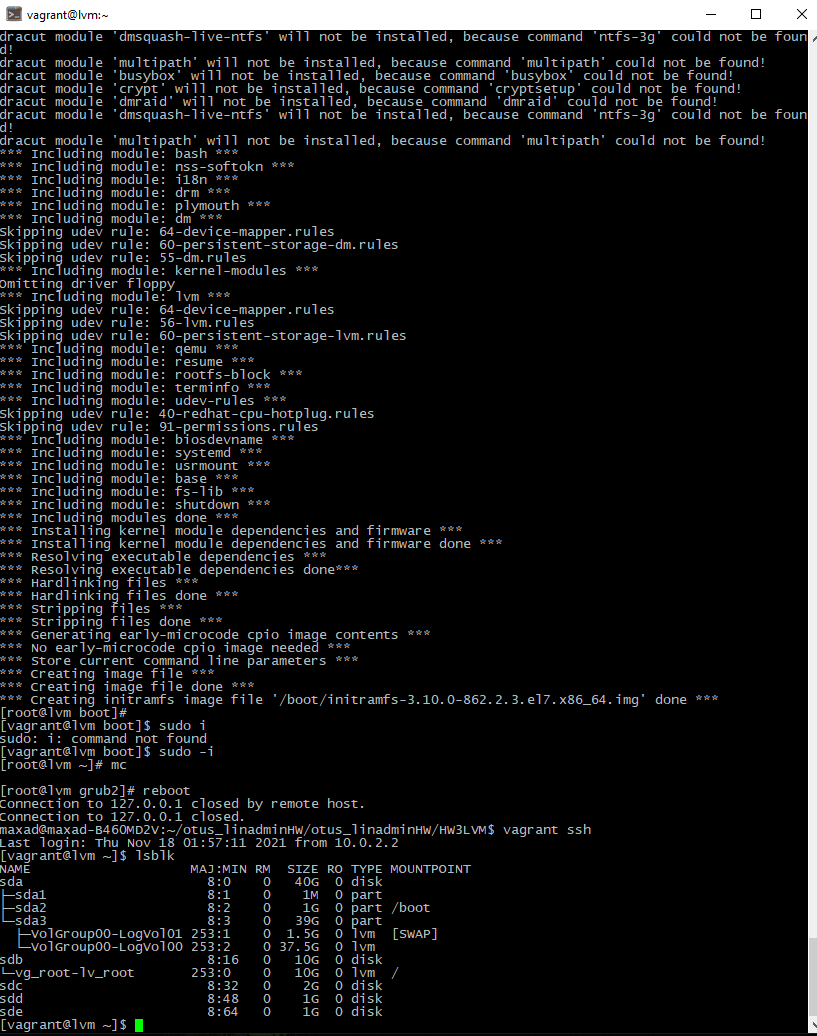 vagrant@lvm:~
dracut module 'dmsquash-live-ntfs' will not be installed, because command 'ntfs-3g' could not be foun
d!
dracut module 'multipath' will not be installed, because command 'multipath' could not be found!
dracut module 'busybox' will not be installed, because command 'busybox' could not be found!
dracut module 'crypt' will not be installed, because command 'cryptsetup' could not be found!
dracut module 'dmraid' will not be installed, because command 'dmraid' could not be found!
dracut module 'dmsquash-live-ntfs' will not be installed, because command 'ntfs-3g' could not be foun
d!
dracut module 'multipath' will not be installed, because command 'multipath' could not be found!
*** Including module: bash ***
*** Including module: nss-softokn ***
*** Including module: i18n ***
*** Including module: drm ***
*** Including module: plymouth ***
*** Including module: dm ***
Skipping udev rule: 64-device-mapper.rules
Skipping udev rule: 60-persistent-storage-dm.rules
Skipping udev rule: 55-dm.rules
*** Including module: kernel-modules ***
Omitting driver floppy
*** Including module: lvm ***
Skipping udev rule: 64-device-mapper.rules
Skipping udev rule: 56-lvm.rules
Skipping udev rule: 60-persistent-storage-lvm.rules
*** Including module: qemu ***
*** Including module: resume ***
*** Including module: rootfs-block ***
*** Including module: terminfo ***
*** Including module: udev-rules ***
Skipping udev rule: 40-redhat-cpu-hotplug.rules
Skipping udev rule: 91-permissions.rules
*** Including module: biosdevname ***
*** Including module: systemd ***
*** Including module: usrmount ***
*** Including module: base ***
*** Including module: fs-lib ***
*** Including module: shutdown ***
*** Including modules done ***
*** Installing kernel module dependencies and firmware ***
*** Installing kernel module dependencies and firmware done ***
*** Resolving executable dependencies ***
*** Resolving executable dependencies done***
*** Hardlinking files ***
*** Hardlinking files done ***
*** Stripping files ***
*** Stripping files done ***
*** Generating early-microcode cpio image contents ***
*** No early-microcode cpio image needed ***
*** Store current command line parameters ***
*** Creating image file ***
*** Creating image file done ***
*** Creating initramfs image file '/boot/initramfs-3.10.0-862.2.3.el7.x86_64.img' done ***
[root@lvm boot]#
[vagrant@lvm boot]$ sudo i
sudo: i: command not found
[vagrant@lvm boot]$ sudo -i
[root@lvm ~]# mc
[root@lvm grub2]# reboot
Connection to 127.0.0.1 closed by remote host.
Connection to 127.0.0.1 closed.
maxad@maxad-B460MD2V:~/otus_linadminHW/otus_linadminHW/HW3LVM$ vagrant ssh
Last login: Thu Nov 18 01:57:11 2021 from 10.0.2.2
[vagrant@lvm ~]$ lsblk
NAME MAJ:MIN RM SIZE RO TYPE MOUNTPOINT
sda 8:0 0 40G 0 disk
├─sda1 8:1 0 1M 0 part
├─sda2 8:2 0 1G 0 part /boot
└─sda3 8:3 0 39G 0 part
├─VolGroup00-LogVol01 253:1 0 1.5G 0 lvm [SWAP]
└─VolGroup00-LogVol00 253:2 0 37.5G 0 lvm
sdb 8:16 0 10G 0 disk
└─vg_root-lv_root 253:0 0 10G 0 lvm /
sdc 8:32 0 2G 0 disk
sdd 8:48 0 1G 0 disk
sde 8:64 0 1G 0 disk
[vagrant@lvm ~]$